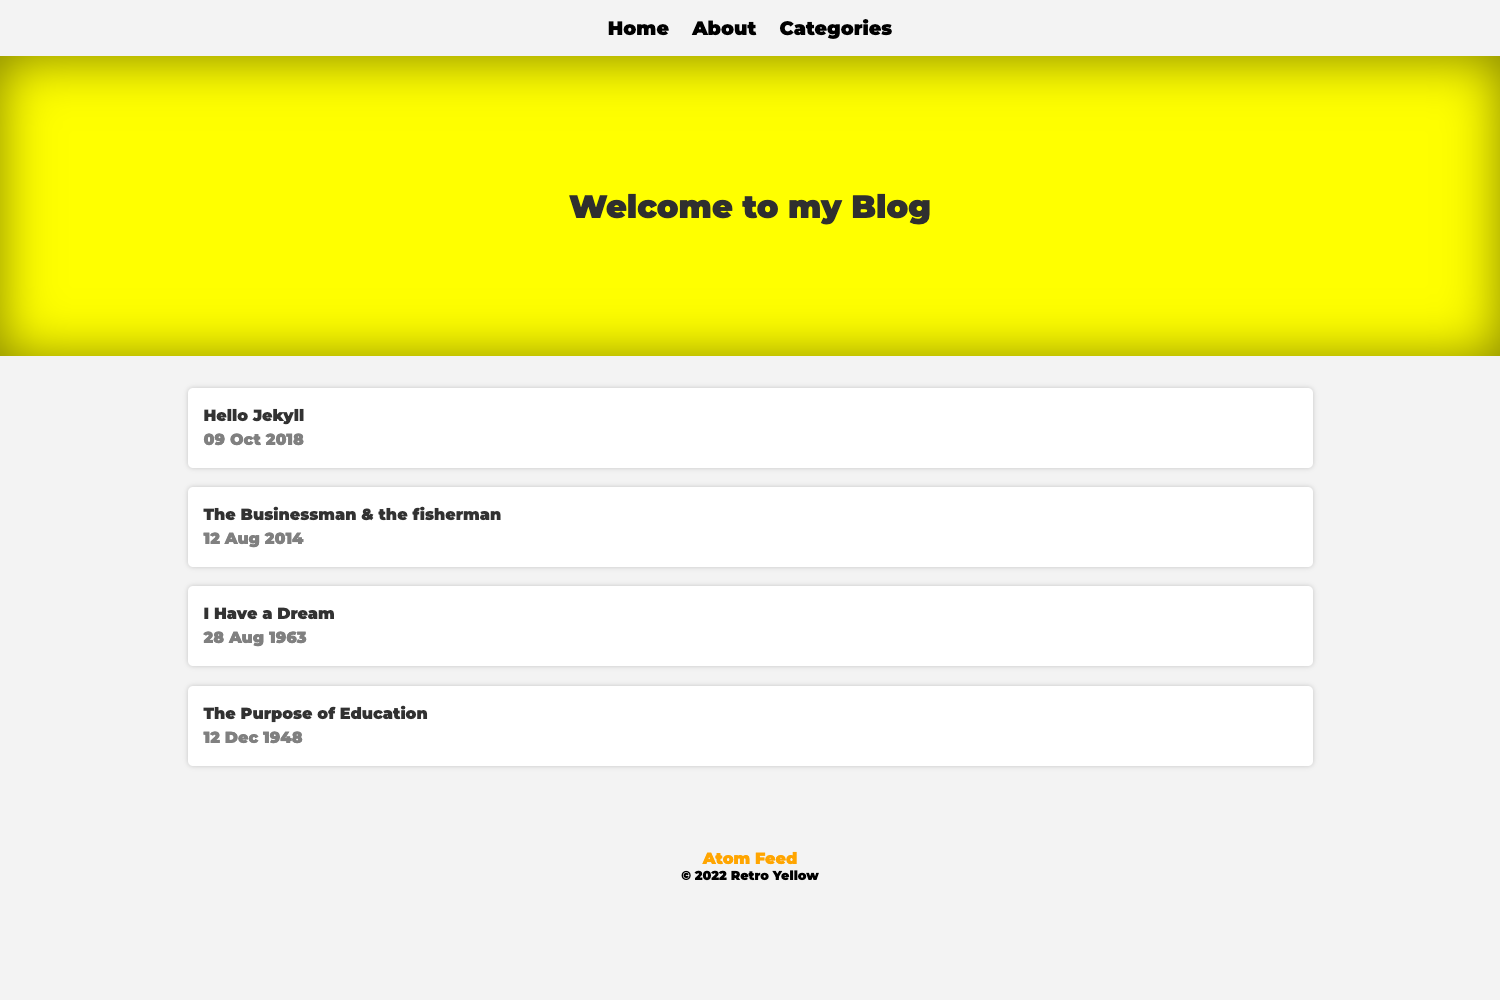 Home About Categories
Welcome to my Blog
Hello Jekyll
09 Oct 2018
The Businessman & the fisherman
12 Aug 2014
I Have a Dream
28 Aug 1963
The Purpose of Education
12 Dec 1948
Atom Feed
© 2022 Retro Yellow